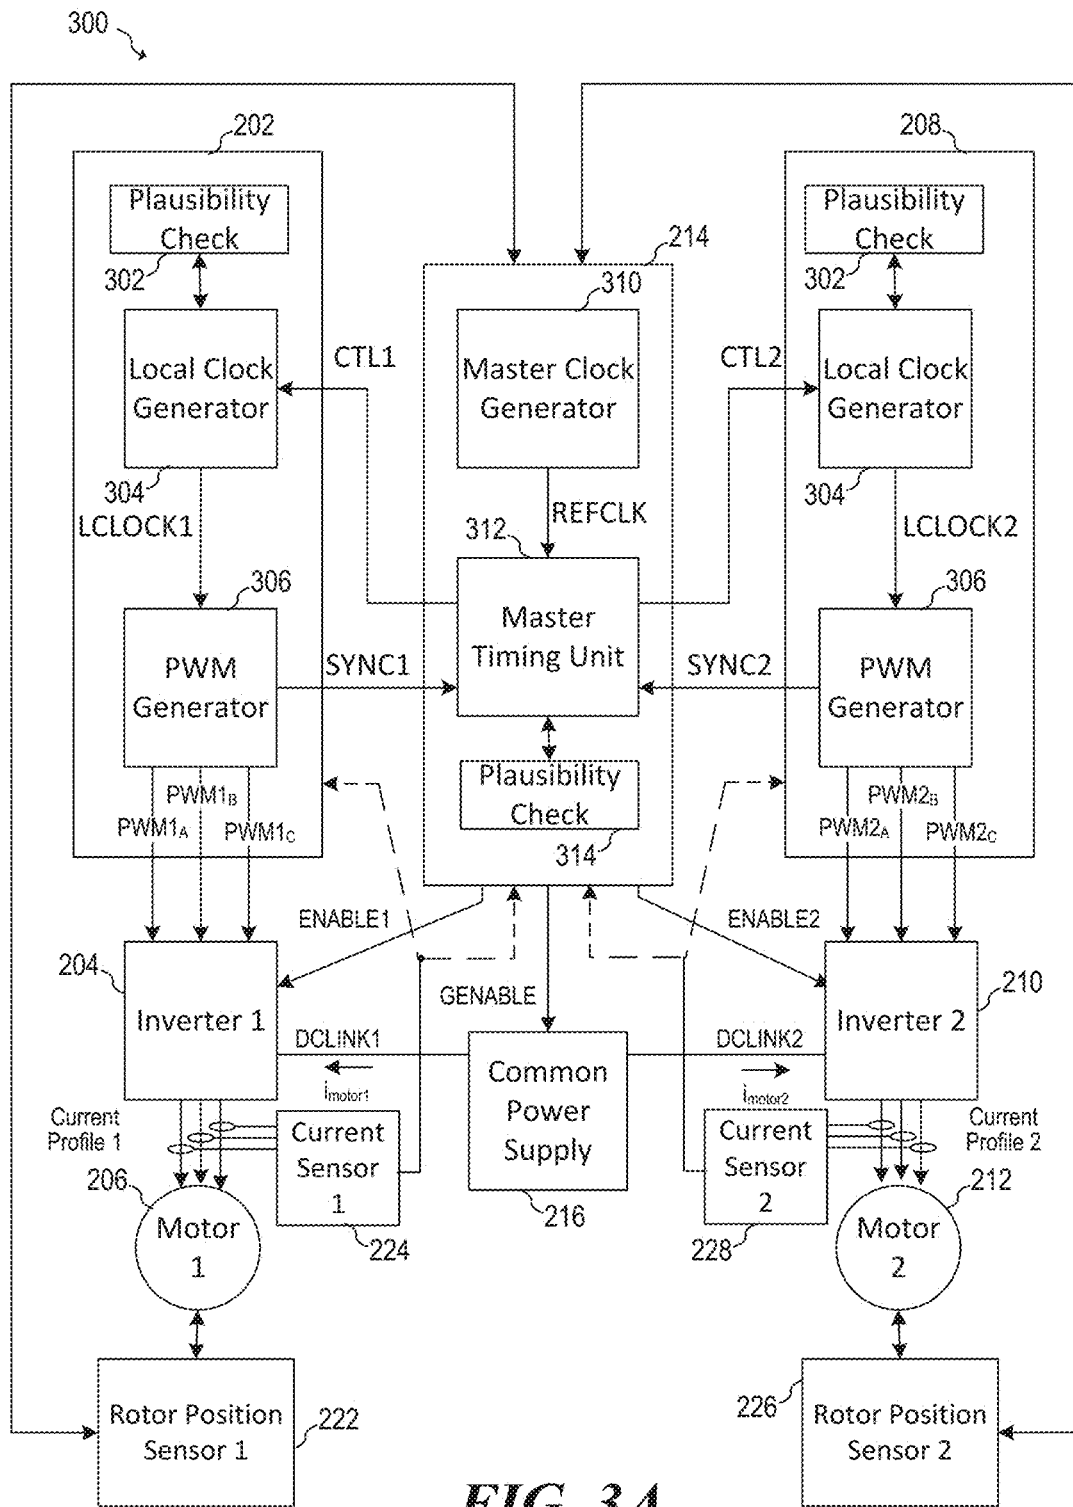 300
202
208
Plausibility
Check
302
214
Plausibility
Check
302
310
Local Clock
Generator
304
CTL1
Master Clock
Generator
CTL2
Local Clock
Generator
304
LCLOCK1
REFCLK
LCLOCK2
312
306
306
PWM
Generator
SYNC1
Master
Timing Unit
SYNC2
PWM
Generator
Plausibility
Check
314
PWM1B
PWM1A
PWM1C
PWM2B
PWM2A
PWM2C
ENABLE1
ENABLE2
204
Inverter 1
GENABLE
210
Inverter 2
DCLINK1
imotor1
Common
Power
Supply
216
DCLINK2
imotor2
Current
Profile 1
Current
Sensor
1
224
Current
Sensor
2
228
Current
Profile 2
206
Motor
1
212
Motor
2
Rotor Position
Sensor 1
222
226
Rotor Position
Sensor 2
FIG. 3A